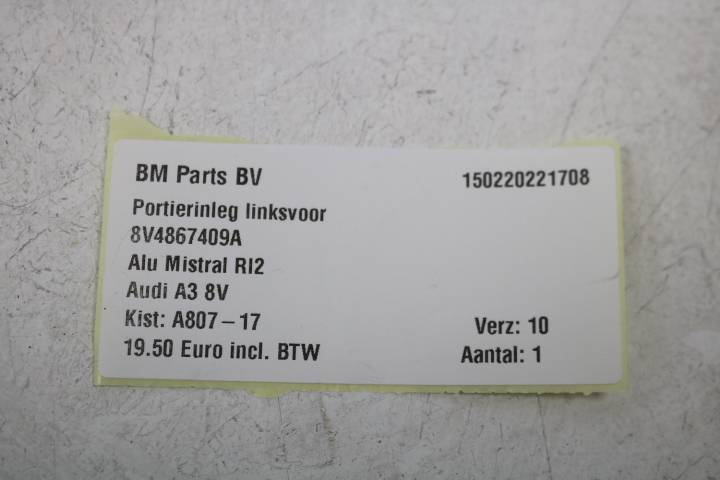 BM Parts BV 150220221708
Portierinleg linksvoor
8V4867409A
Alu Mistral RI2
Audi A3 8V
Kist: A807-17 Verz: 10
19.50 Euro incl. BTW Aantal: 1